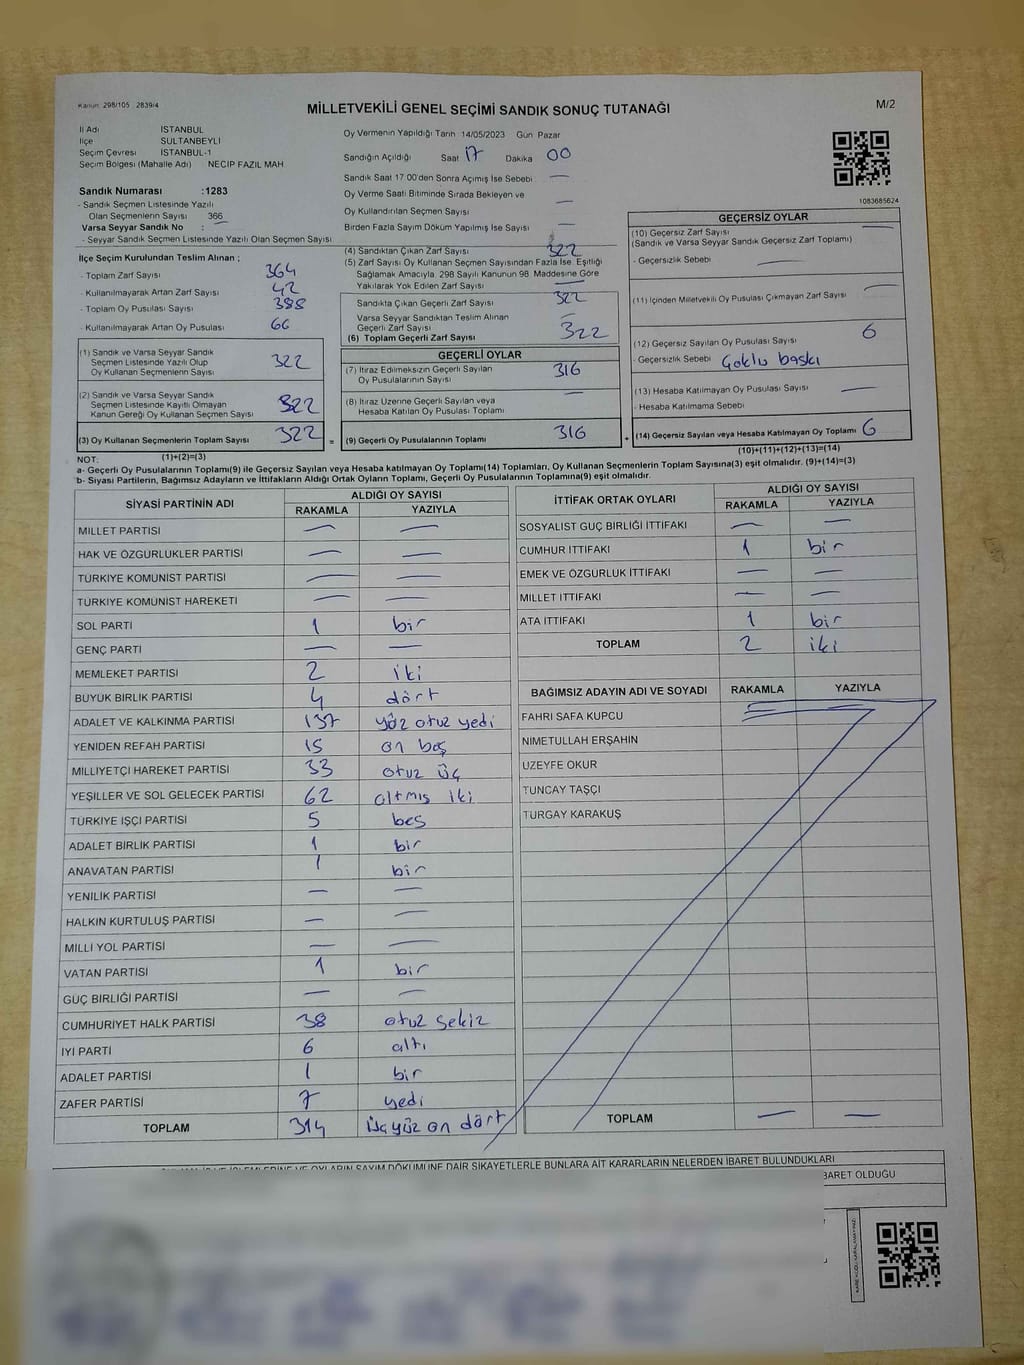 Kanun: 298/105 2839/4
MİLLETVEKİLİ GENEL SEÇİMİ SANDIK SONUÇ TUTANAĞI
M/2
İl Adı İSTANBUL
İlçe SULTANBEYLİ
Seçim Çevresi İSTANBUL-1
Seçim Bölgesi (Mahalle Adı) NECİP FAZIL MAH
Sandık Numarası :1283
- Sandık Seçmen Listesinde Yazılı
Olan Seçmenlerin Sayısı 366
Varsa Seyyar Sandık No :
- Seyyar Sandık Seçmen Listesinde Yazılı Olan Seçmen Sayısı
Oy Vermenin Yapıldığı Tarih 14/05/2023 Gün Pazar
Sandığın Açıldığı Saat 17 Dakika 00
Sandık Saat 17:00'den Sonra Açılmış İse Sebebi —
Oy Verme Saati Bitiminde Sırada Bekleyen ve
Oy Kullandırılan Seçmen Sayısı —
Birden Fazla Sayım Döküm Yapılmış İse Sayısı —
1083685624
İlçe Seçim Kurulundan Teslim Alınan ;
- Toplam Zarf Sayısı 364
- Kullanılmayarak Artan Zarf Sayısı 42
- Toplam Oy Pusulası Sayısı 388
- Kullanılmayarak Artan Oy Pusulası 66
(1) Sandık ve Varsa Seyyar Sandık
Seçmen Listesinde Yazılı Olup
Oy Kullanan Seçmenlerin Sayısı 322
(2) Sandık ve Varsa Seyyar Sandık
Seçmen Listesinde Kayıtlı Olmayan
Kanun Gereği Oy Kullanan Seçmen Sayısı 322
(3) Oy Kullanan Seçmenlerin Toplam Sayısı 322 =
(1)+(2)=(3)
(4) Sandıktan Çıkan Zarf Sayısı 322
(5) Zarf Sayısı Oy Kullanan Seçmen Sayısından Fazla İse, Eşitliği
Sağlamak Amacıyla, 298 Sayılı Kanunun 98. Maddesine Göre
Yakılarak Yok Edilen Zarf Sayısı —
Sandıkta Çıkan Geçerli Zarf Sayısı 322
Varsa Seyyar Sandıktan Teslim Alınan
Geçerli Zarf Sayısı —
(6) Toplam Geçerli Zarf Sayısı 322
GEÇERLİ OYLAR
(7) İtiraz Edilmeksizin Geçerli Sayılan
Oy Pusulalarının Sayısı 316
(8) İtiraz Üzerine Geçerli Sayılan veya
Hesaba Katılan Oy Pusulası Toplamı —
(9) Geçerli Oy Pusulalarının Toplamı 316 +
GEÇERSİZ OYLAR
(10) Geçersiz Zarf Sayısı —
(Sandık ve Varsa Seyyar Sandık Geçersiz Zarf Toplamı)
- Geçersizlik Sebebi —
(11) İçinden Milletvekili Oy Pusulası Çıkmayan Zarf Sayısı —
(12) Geçersiz Sayılan Oy Pusulası Sayısı 6
- Geçersizlik Sebebi Çoklu baskı
(13) Hesaba Katılmayan Oy Pusulası Sayısı —
- Hesaba Katılmama Sebebi
(14) Geçersiz Sayılan veya Hesaba Katılmayan Oy Toplamı 6
(10)+(11)+(12)+(13)=(14)
NOT:
a- Geçerli Oy Pusulalarının Toplamı(9) ile Geçersiz Sayılan veya Hesaba katılmayan Oy Toplamı(14) Toplamları, Oy Kullanan Seçmenlerin Toplam Sayısına(3) eşit olmalıdır. (9)+(14)=(3)
b- Siyasi Partilerin, Bağımsız Adayların ve İttifakların Aldığı Ortak Oyların Toplamı, Geçerli Oy Pusulalarının Toplamına(9) eşit olmalıdır.
SİYASİ PARTİNİN ADI ALDIĞI OY SAYISI
RAKAMLA YAZIYLA
MİLLET PARTİSİ — —
HAK VE ÖZGÜRLÜKLER PARTİSİ — —
TÜRKİYE KOMÜNİST PARTİSİ — —
TÜRKİYE KOMÜNİST HAREKETİ — —
SOL PARTİ 1 bir
GENÇ PARTİ — —
MEMLEKET PARTİSİ 2 iki
BÜYÜK BİRLİK PARTİSİ 4 dört
ADALET VE KALKINMA PARTİSİ 137 yüz otuz yedi
YENİDEN REFAH PARTİSİ 15 on beş
MİLLİYETÇİ HAREKET PARTİSİ 33 otuz üç
YEŞİLLER VE SOL GELECEK PARTİSİ 62 altmış iki
TÜRKİYE İŞÇİ PARTİSİ 5 beş
ADALET BİRLİK PARTİSİ 1 bir
ANAVATAN PARTİSİ 1 bir
YENİLİK PARTİSİ — —
HALKIN KURTULUŞ PARTİSİ — —
MİLLİ YOL PARTİSİ — —
VATAN PARTİSİ 1 bir
GÜÇ BİRLİĞİ PARTİSİ — —
CUMHURİYET HALK PARTİSİ 38 otuz sekiz
İYİ PARTİ 6 altı
ADALET PARTİSİ 1 bir
ZAFER PARTİSİ 7 yedi
TOPLAM 314 üçyüz on dört
İTTİFAK ORTAK OYLARI ALDIĞI OY SAYISI
RAKAMLA YAZIYLA
SOSYALİST GÜÇ BİRLİĞİ İTTİFAKI — —
CUMHUR İTTİFAKI 1 bir
EMEK VE ÖZGÜRLÜK İTTİFAKI — —
MİLLET İTTİFAKI — —
ATA İTTİFAKI 1 bir
TOPLAM 2 iki
BAĞIMSIZ ADAYIN ADI VE SOYADI RAKAMLA YAZIYLA
FAHRİ SAFA KUPCU
NİMETULLAH ERŞAHİN
ÜZEYFE OKUR
TUNCAY TAŞÇI
TURGAY KARAKUŞ
TOPLAM — —
OYLARIN SAYIM DÖKÜMÜNE DAİR ŞİKAYETLERLE BUNLARA AİT KARARLARIN NELERDEN İBARET BULUNDUKLARI
BARET OLDUĞU